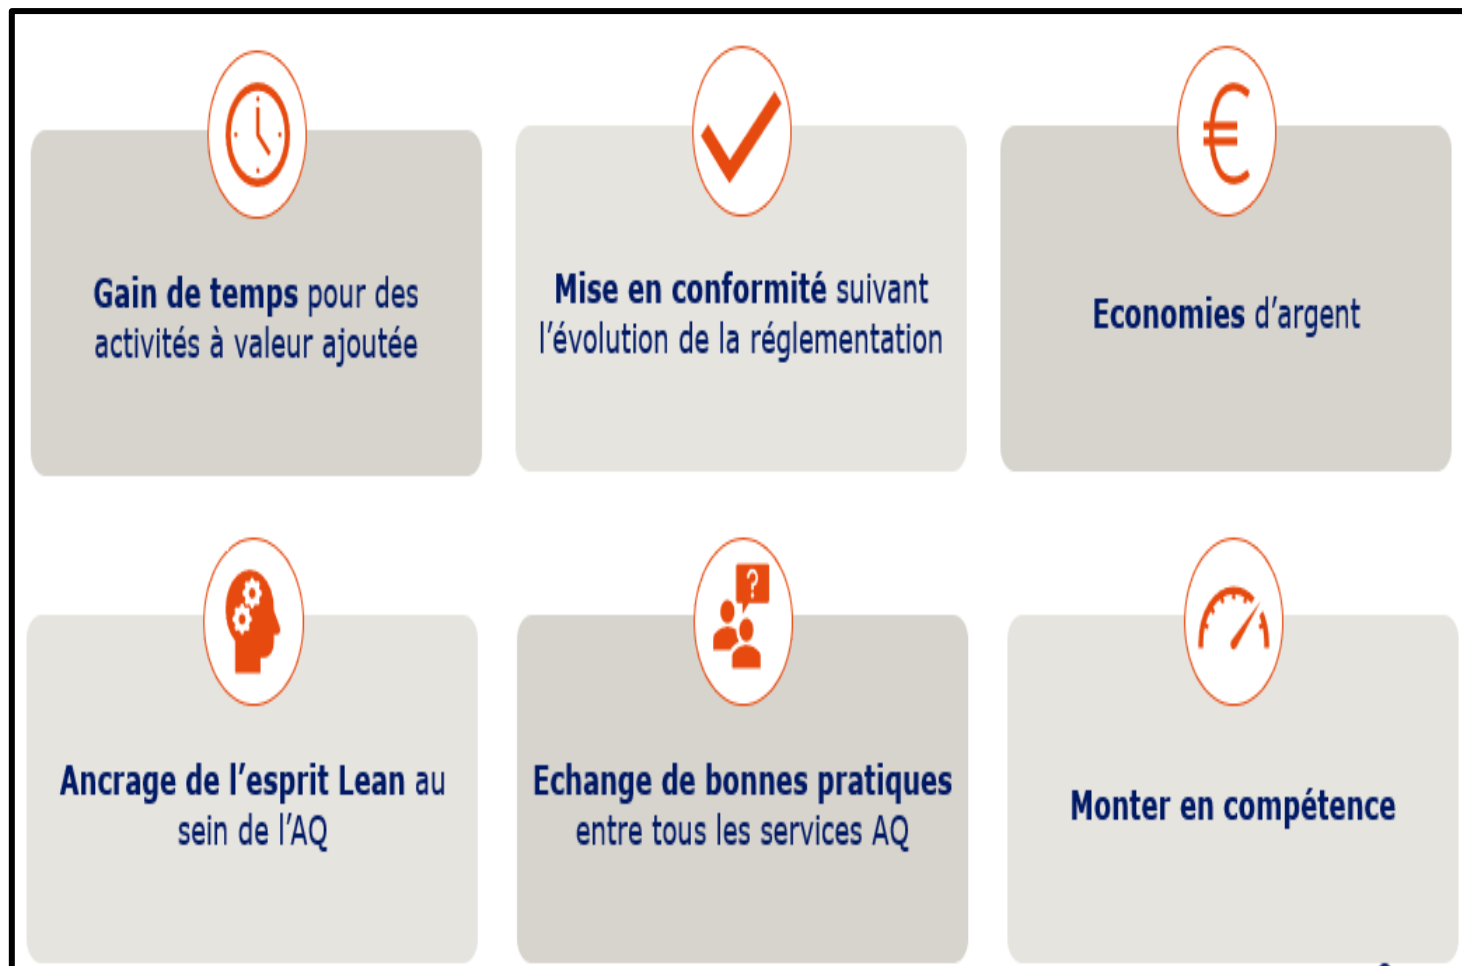 Gain de temps pour des
activités à valeur ajoutée
Mise en conformité suivant
l'évolution de la réglementation
€
Economies d'argent
Ancrage de l'esprit Lean au
sein de l'AQ
?
Echange de bonnes pratiques
entre tous les services AQ
Monter en compétence